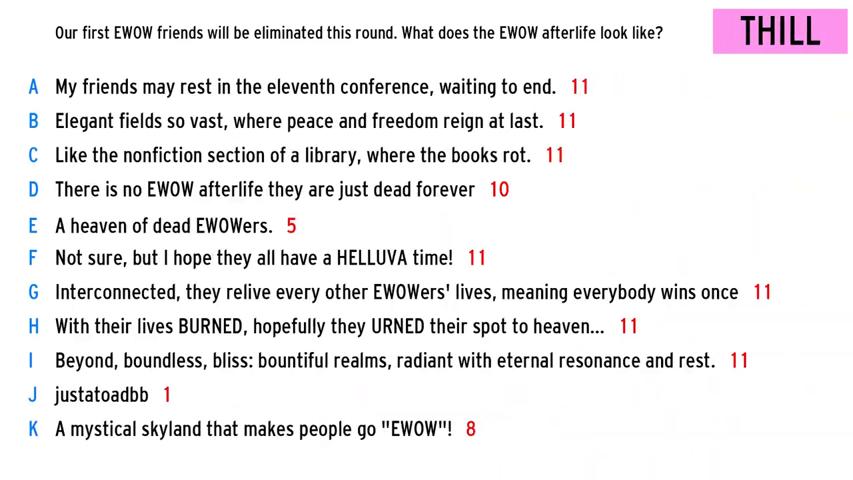 Our first EWOW friends will be eliminated this round. What does the EWOW afterlife look like?
THILL
A My friends may rest in the eleventh conference, waiting to end. 11
B Elegant fields so vast, where peace and freedom reign at last. 11
C Like the nonfiction section of a library, where the books rot. 11
D There is no EWOW afterlife they are just dead forever 10
E A heaven of dead EWOWers. 5
F Not sure, but I hope they all have a HELLUVA time! 11
G Interconnected, they relive every other EWOWers' lives, meaning everybody wins once 11
H With their lives BURNED, hopefully they URNED their spot to heaven... 11
I Beyond, boundless, bliss: bountiful realms, radiant with eternal resonance and rest. 11
J justatoadbb 1
K A mystical skyland that makes people go "EWOW"! 8